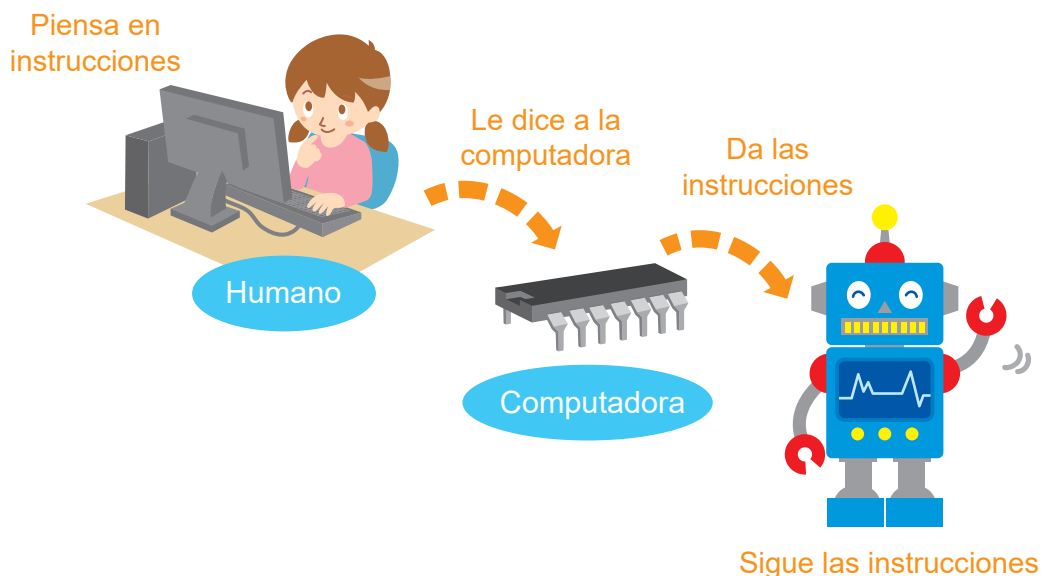 Piensa en
instrucciones
Le dice a la
computadora
Da las
instrucciones
Humano
Computadora
Sigue las instrucciones